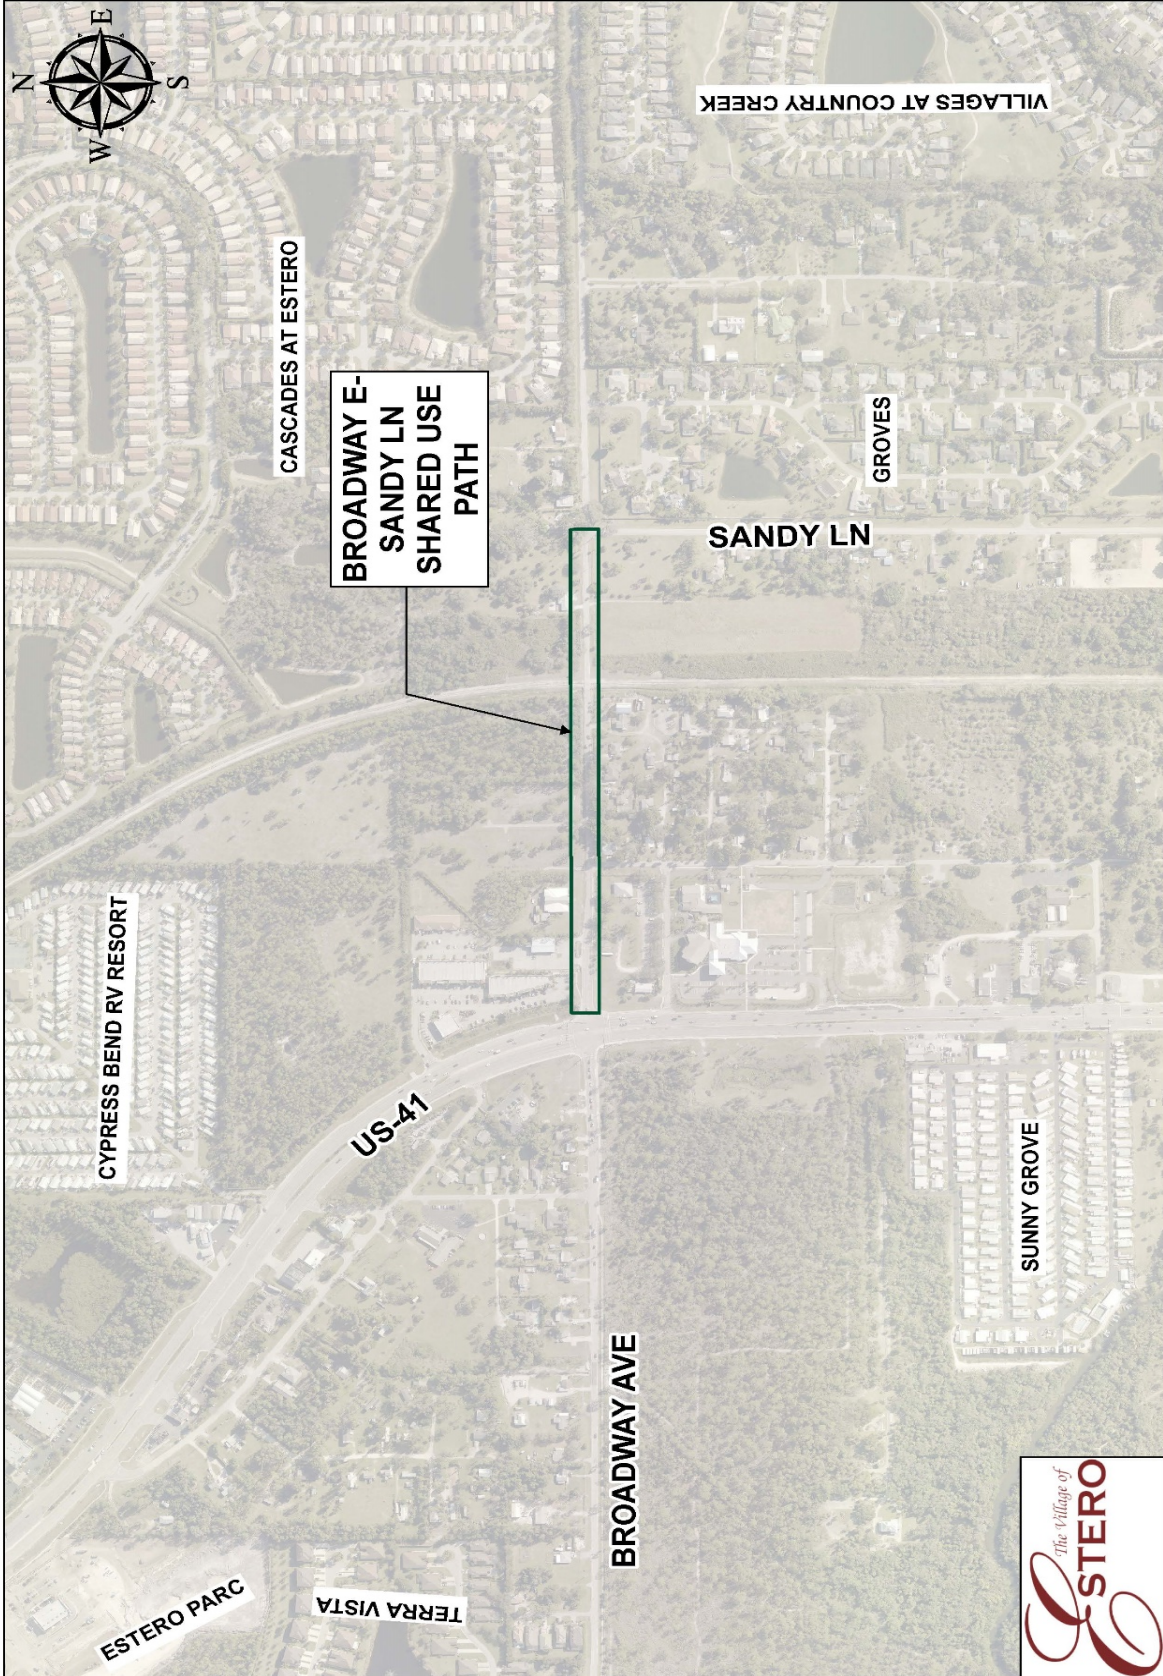 N
E
S
W
CYPRESS BEND RV RESORT
CASCADES AT ESTERO
ESTERO PARC
US-41
BROADWAY E-
SANDY LN
SHARED USE
PATH
TERRA VISTA
BROADWAY AVE
SANDY LN
VILLAGES AT COUNTRY CREEK
GROVES
SUNNY GROVE
The Village of
ESTERO